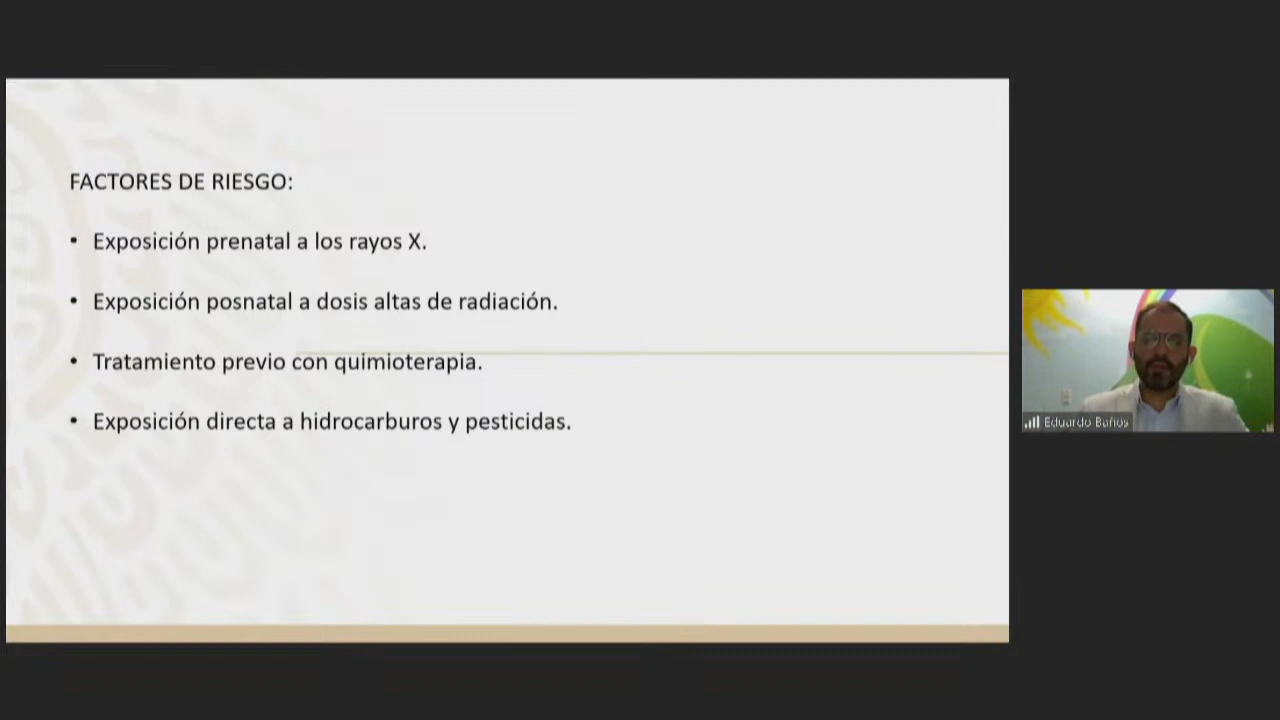 FACTORES DE RIESGO:
• Exposición prenatal a los rayos X.
• Exposición posnatal a dosis altas de radiación.
• Tratamiento previo con quimioterapia.
• Exposición directa a hidrocarburos y pesticidas.
Eduardo Baños